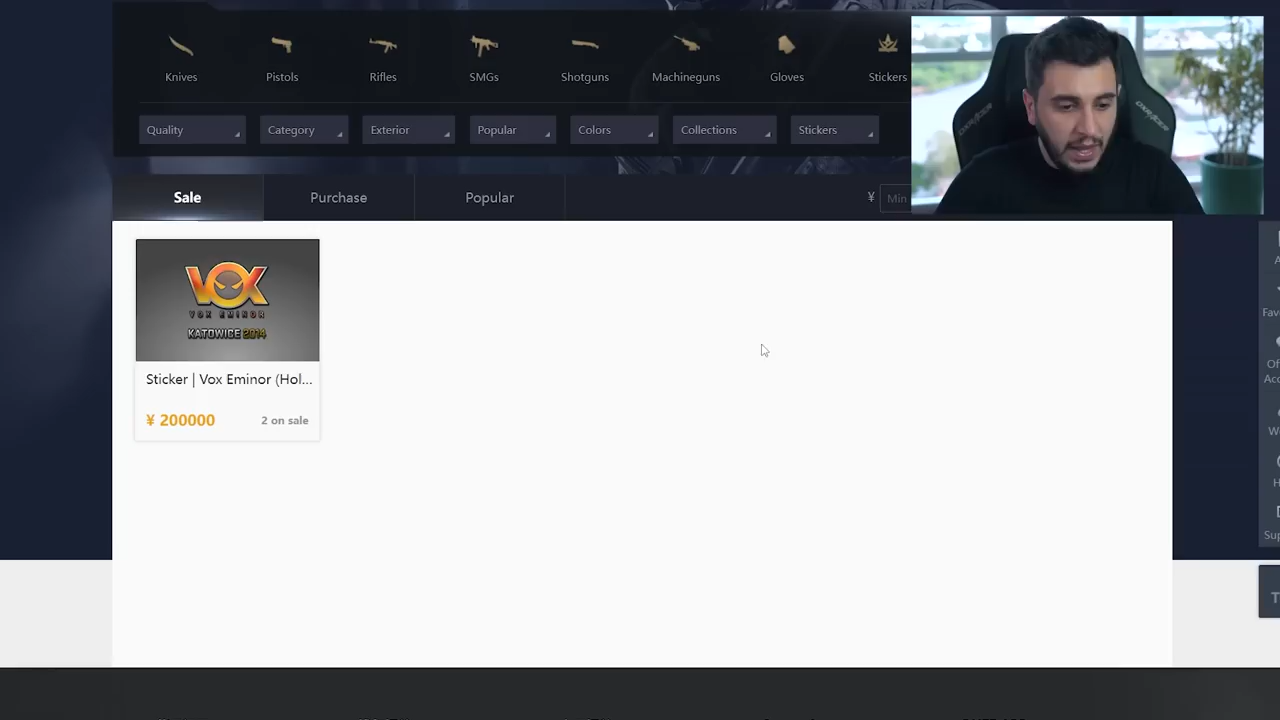 Knives
Pistols
Rifles
SMGs
Shotguns
Machineguns
Gloves
Stickers
Quality
Category
Exterior
Popular
Colors
Collections
Stickers
Sale
Purchase
Popular
¥
Min
VOX
VOX EMINOR
KATOWICE 2014
Sticker | Vox Eminor (Hol...
¥ 200000
2 on sale